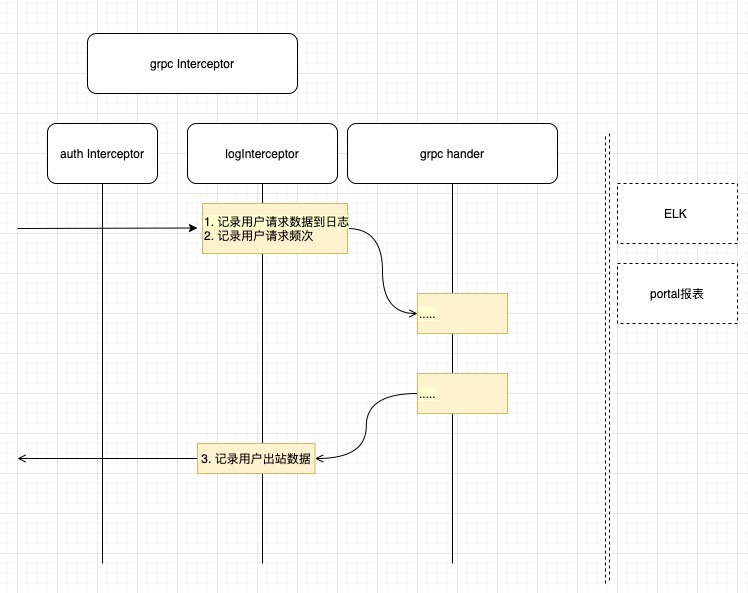 grpc Interceptor
auth Interceptor
logInterceptor
grpc hander
1. 记录用户请求数据到日志
2. 记录用户请求频次
ELK
portal报表
.....
.....
3. 记录用户出站数据